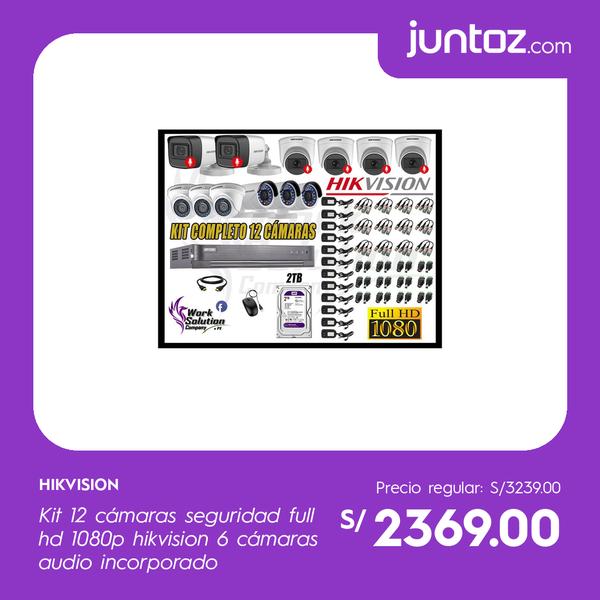 juntoz.com
HIKVISION
KIT COMPLETO 12 CÁMARAS
2TB
Work
Solution
Company
Full HD
1080
HIKVISION
Kit 12 cámaras seguridad full
hd 1080p hikvision 6 cámaras
audio incorporado
Precio regular: S/3239.00
S/ 2369.00